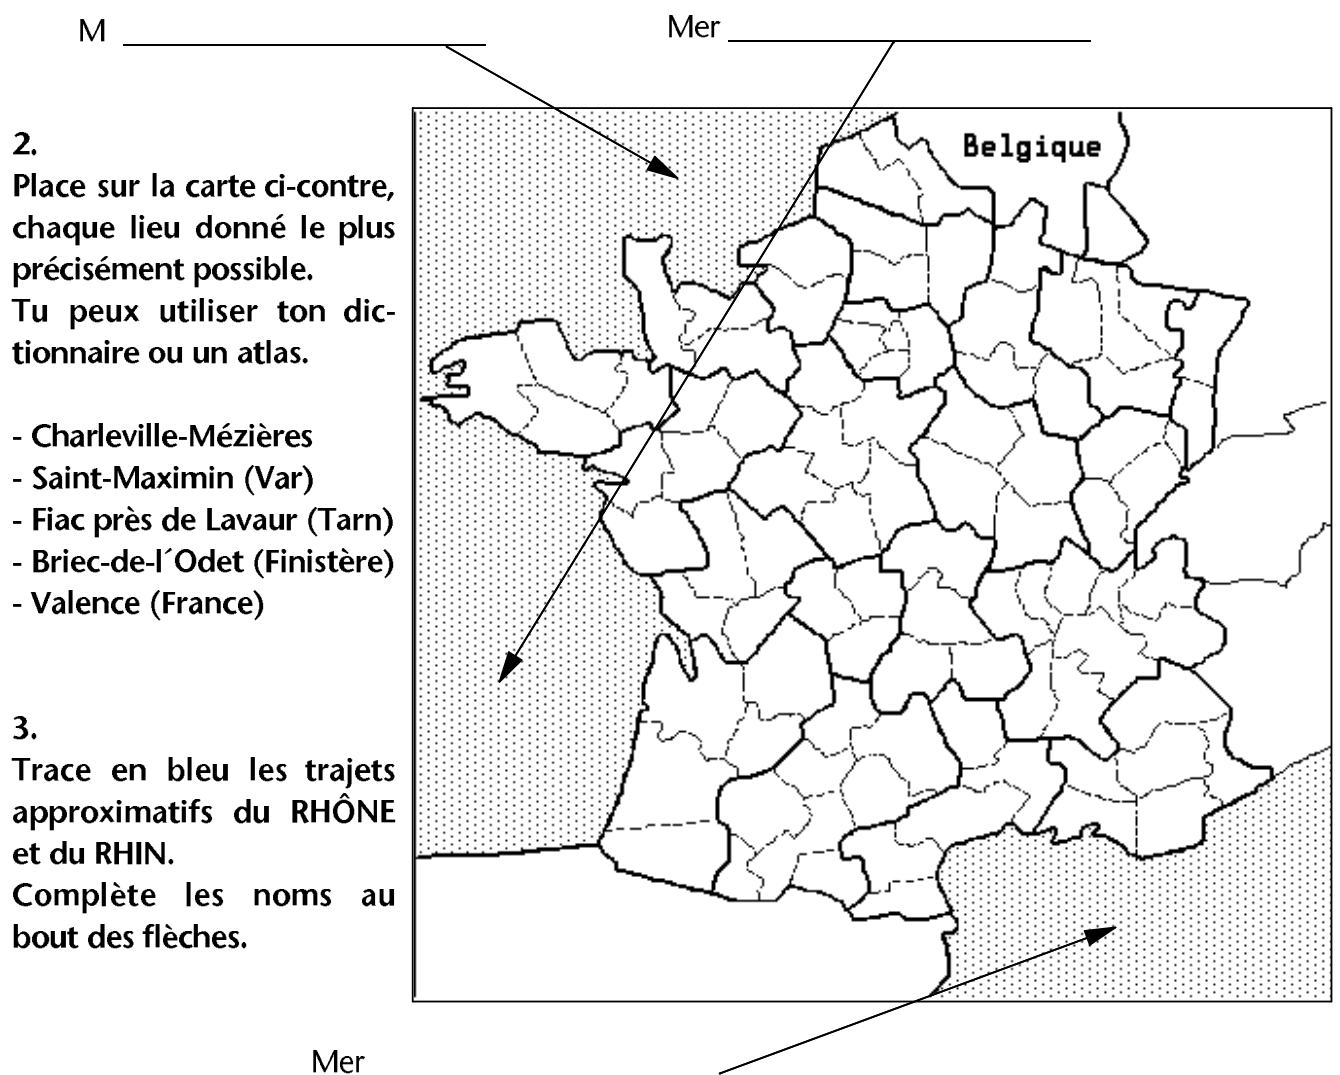 M
Mer
Belgique
2.
Place sur la carte ci-contre,
chaque lieu donné le plus
précisément possible.
Tu peux utiliser ton dic-
tionnaire ou un atlas.
- Charleville-Mézières
- Saint-Maximin (Var)
- Fiac près de Lavaur (Tarn)
- Briec-de-l´Odet (Finistère)
- Valence (France)
3.
Trace en bleu les trajets
approximatifs du RHÔNE
et du RHIN.
Complète les noms au
bout des flèches.
Mer